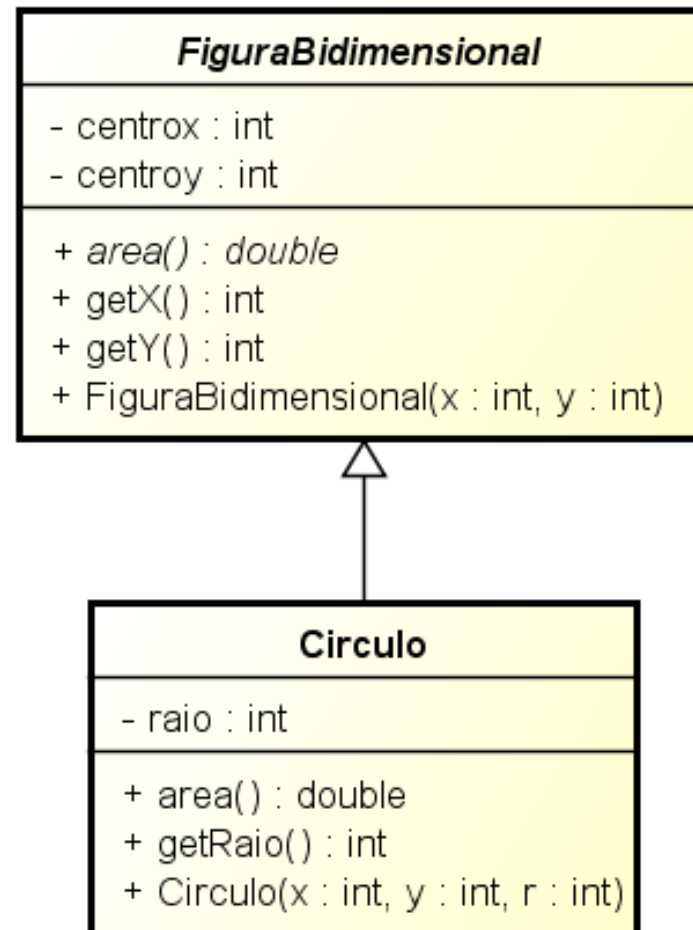 FiguraBidimensional
- centrox : int
- centroy : int
+ area() : double
+ getX() : int
+ getY() : int
+ FiguraBidimensional(x : int, y : int)
Circulo
- raio : int
+ area() : double
+ getRaio() : int
+ Circulo(x : int, y : int, r : int)